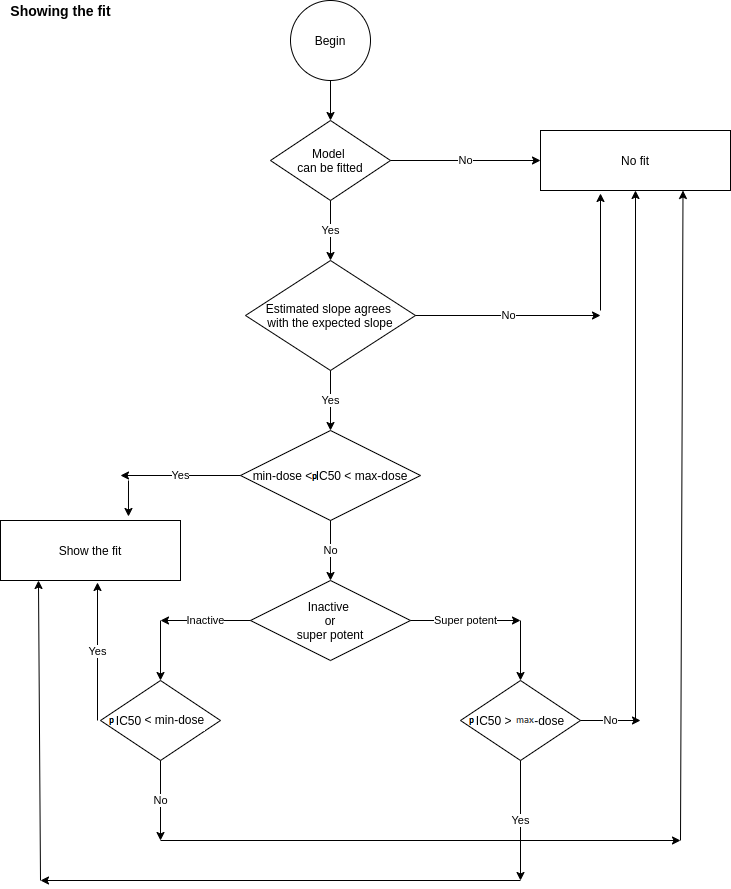 Showing the fit
Begin
Model
can be fitted
No
No fit
Yes
Estimated slope agrees
with the expected slope
No
Yes
min-dose <pIC50 < max-dose
Yes
No
Show the fit
Inactive
or
super potent
Inactive
Super potent
Yes
p IC50 < min-dose
p IC50 > max-dose
No
No
Yes